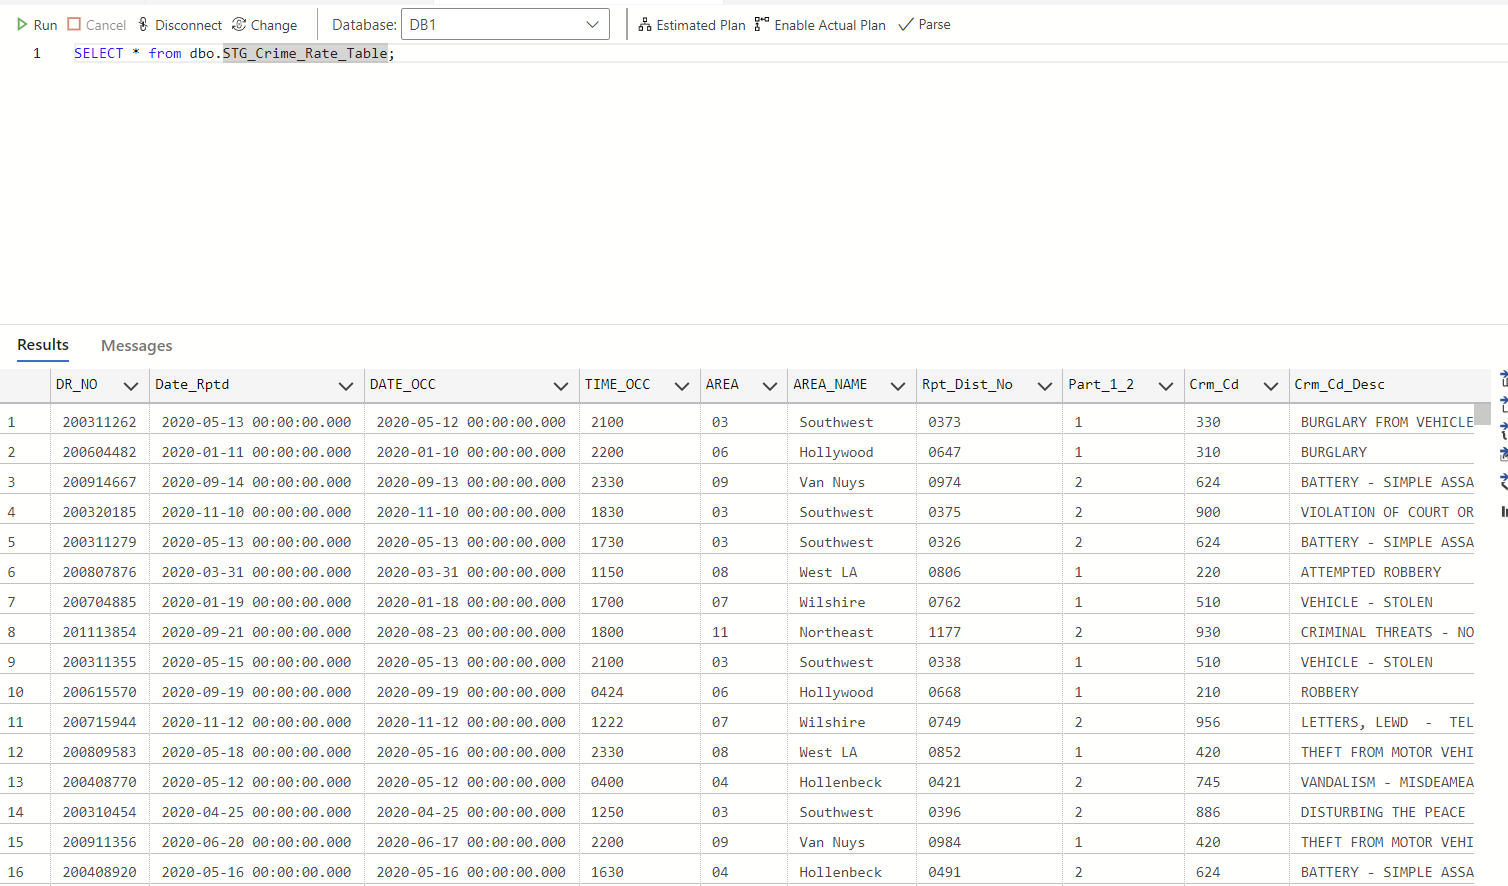 Run Cancel Disconnect Change Database: DB1 Estimated Plan Enable Actual Plan Parse
1 SELECT * from dbo.STG_Crime_Rate_Table;
Results Messages
DR_NO Date_Rptd DATE_OCC TIME_OCC AREA AREA_NAME Rpt_Dist_No Part_1_2 Crm_Cd Crm_Cd_Desc
1 200311262 2020-05-13 00:00:00.000 2020-05-12 00:00:00.000 2100 03 Southwest 0373 1 330 BURGLARY FROM VEHICLE
2 200604482 2020-01-11 00:00:00.000 2020-01-10 00:00:00.000 2200 06 Hollywood 0647 1 310 BURGLARY
3 200914667 2020-09-14 00:00:00.000 2020-09-13 00:00:00.000 2330 09 Van Nuys 0974 2 624 BATTERY - SIMPLE ASSA
4 200320185 2020-11-10 00:00:00.000 2020-11-10 00:00:00.000 1830 03 Southwest 0375 2 900 VIOLATION OF COURT OR
5 200311279 2020-05-13 00:00:00.000 2020-05-13 00:00:00.000 1730 03 Southwest 0326 2 624 BATTERY - SIMPLE ASSA
6 200807876 2020-03-31 00:00:00.000 2020-03-31 00:00:00.000 1150 08 West LA 0806 1 220 ATTEMPTED ROBBERY
7 200704885 2020-01-19 00:00:00.000 2020-01-18 00:00:00.000 1700 07 Wilshire 0762 1 510 VEHICLE - STOLEN
8 201113854 2020-09-21 00:00:00.000 2020-08-23 00:00:00.000 1800 11 Northeast 1177 2 930 CRIMINAL THREATS - NO
9 200311355 2020-05-15 00:00:00.000 2020-05-13 00:00:00.000 2100 03 Southwest 0338 1 510 VEHICLE - STOLEN
10 200615570 2020-09-19 00:00:00.000 2020-09-19 00:00:00.000 0424 06 Hollywood 0668 1 210 ROBBERY
11 200715944 2020-11-12 00:00:00.000 2020-11-12 00:00:00.000 1222 07 Wilshire 0749 2 956 LETTERS, LEWD - TEL
12 200809583 2020-05-18 00:00:00.000 2020-05-16 00:00:00.000 2330 08 West LA 0852 1 420 THEFT FROM MOTOR VEHI
13 200408770 2020-05-12 00:00:00.000 2020-05-12 00:00:00.000 0400 04 Hollenbeck 0421 2 745 VANDALISM - MISDEAMEA
14 200310454 2020-04-25 00:00:00.000 2020-04-25 00:00:00.000 1250 03 Southwest 0396 2 886 DISTURBING THE PEACE
15 200911356 2020-06-20 00:00:00.000 2020-06-17 00:00:00.000 2200 09 Van Nuys 0984 1 420 THEFT FROM MOTOR VEHI
16 200408920 2020-05-16 00:00:00.000 2020-05-16 00:00:00.000 1630 04 Hollenbeck 0491 2 624 BATTERY - SIMPLE ASSA